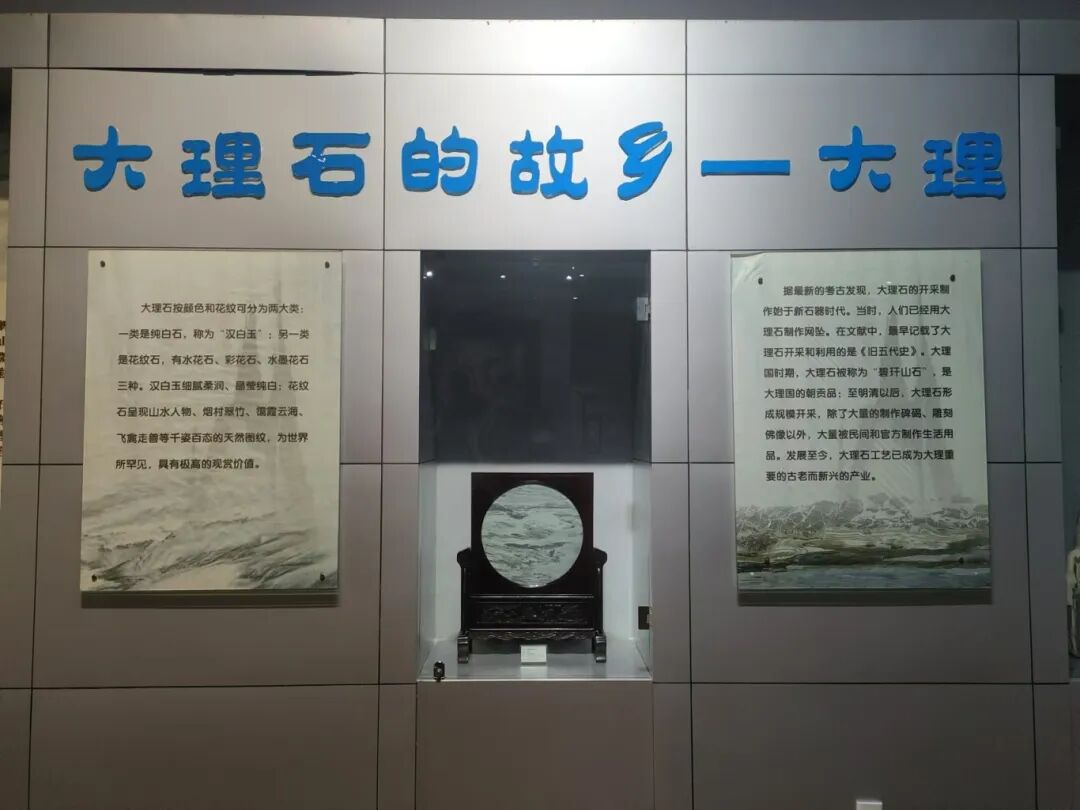 大理石的故乡—大理
大理石按颜色和花纹可分为两大类：
一类是纯白石，称为“汉白玉”；另一类
是花纹石，有水花石、彩花石、水墨花石
三种。汉白玉细腻柔润、晶莹纯白；花纹
石呈现山水人物、烟村翠竹、霭霞云海、
飞禽走兽等千姿百态的天然图纹，为世界
所罕见，具有极高的观赏价值。
据最新的考古发现，大理石的开采制
作始于新石器时代。当时，人们已经用大
理石制作网坠。在文献中，最早记载了大
理石开采和利用的是《旧五代史》。大理
国时期，大理石被称为“碧玕山石”，是
大理国的朝贡品；至明清以后，大理石形
成规模开采，除了大量的制作碑碣、雕刻
佛像以外，大量被民间和官方制作生活用
品。发展至今，大理石工艺已成为大理重
要的古老而新兴的产业。